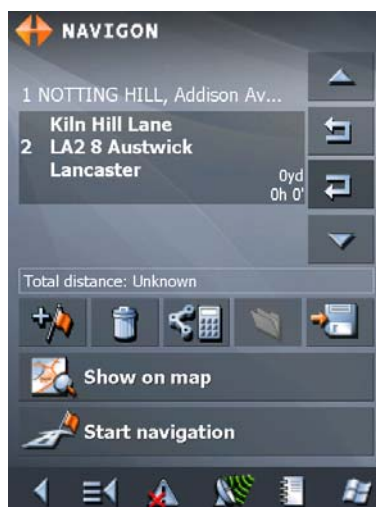 NAVIGON
1 NOTTING HILL, Addison Av...
Kiln Hill Lane
2 LA2 8 Austwick
Lancaster
0yd
0h 0'
Total distance: Unknown
Show on map
Start navigation